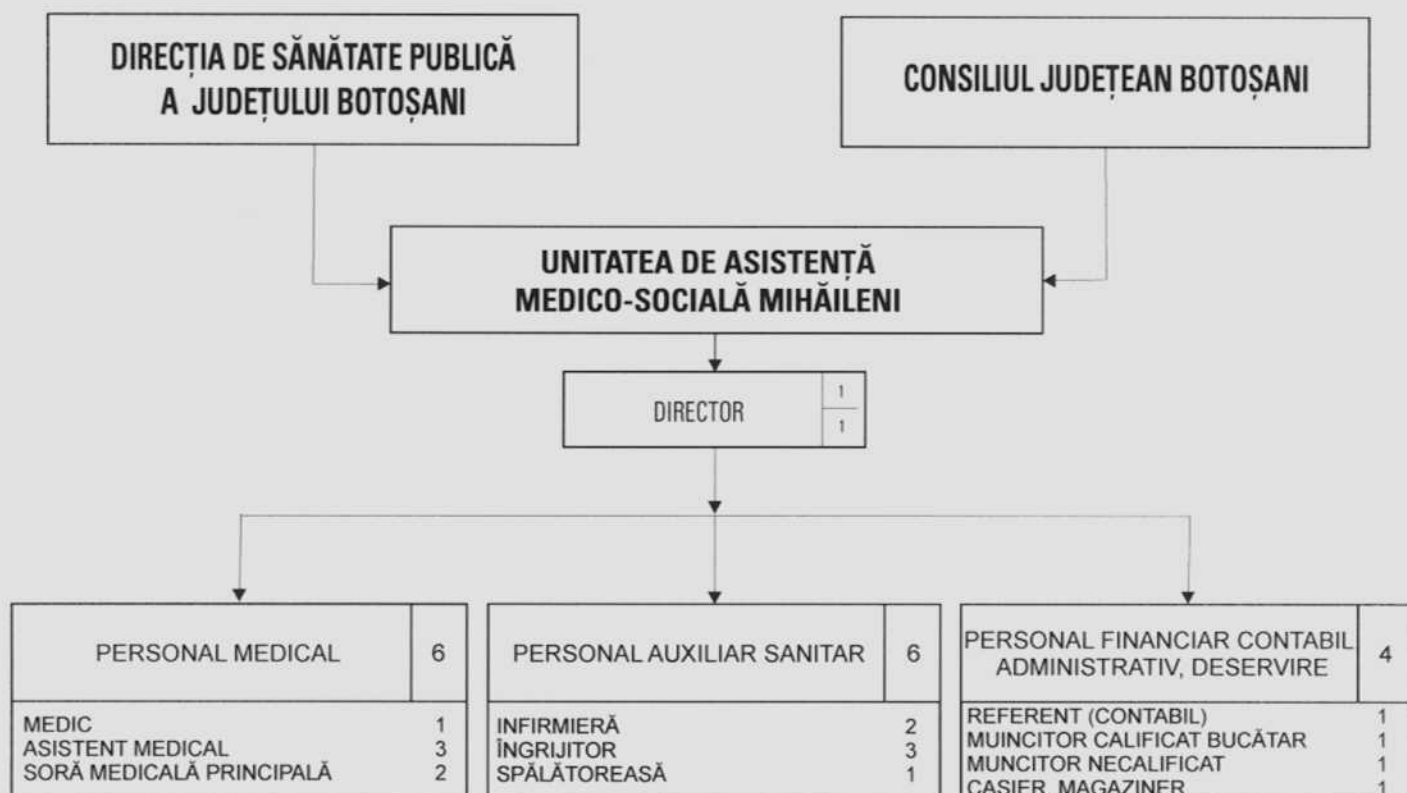 DIRECȚIA DE SĂNĂTATE PUBLICĂ
A JUDEȚULUI BOTOȘANI
CONSILIUL JUDEȚEAN BOTOȘANI
UNITATEA DE ASISTENȚĂ
MEDICO-SOCIALĂ MIHĂILENI
DIRECTOR
1
1
PERSONAL MEDICAL 6
MEDIC 1
ASISTENT MEDICAL 3
SORĂ MEDICALĂ PRINCIPALĂ 2
PERSONAL AUXILIAR SANITAR 6
INFIRMIERĂ 2
ÎNGRIJITOR 3
SPĂLĂTOREASĂ 1
PERSONAL FINANCIAR CONTABIL
ADMINISTRATIV, DESERVIRE 4
REFERENT (CONTABIL) 1
MUINCITOR CALIFICAT BUCĂTAR 1
MUNCITOR NECALIFICAT 1
CASIER MAGAZINER 1